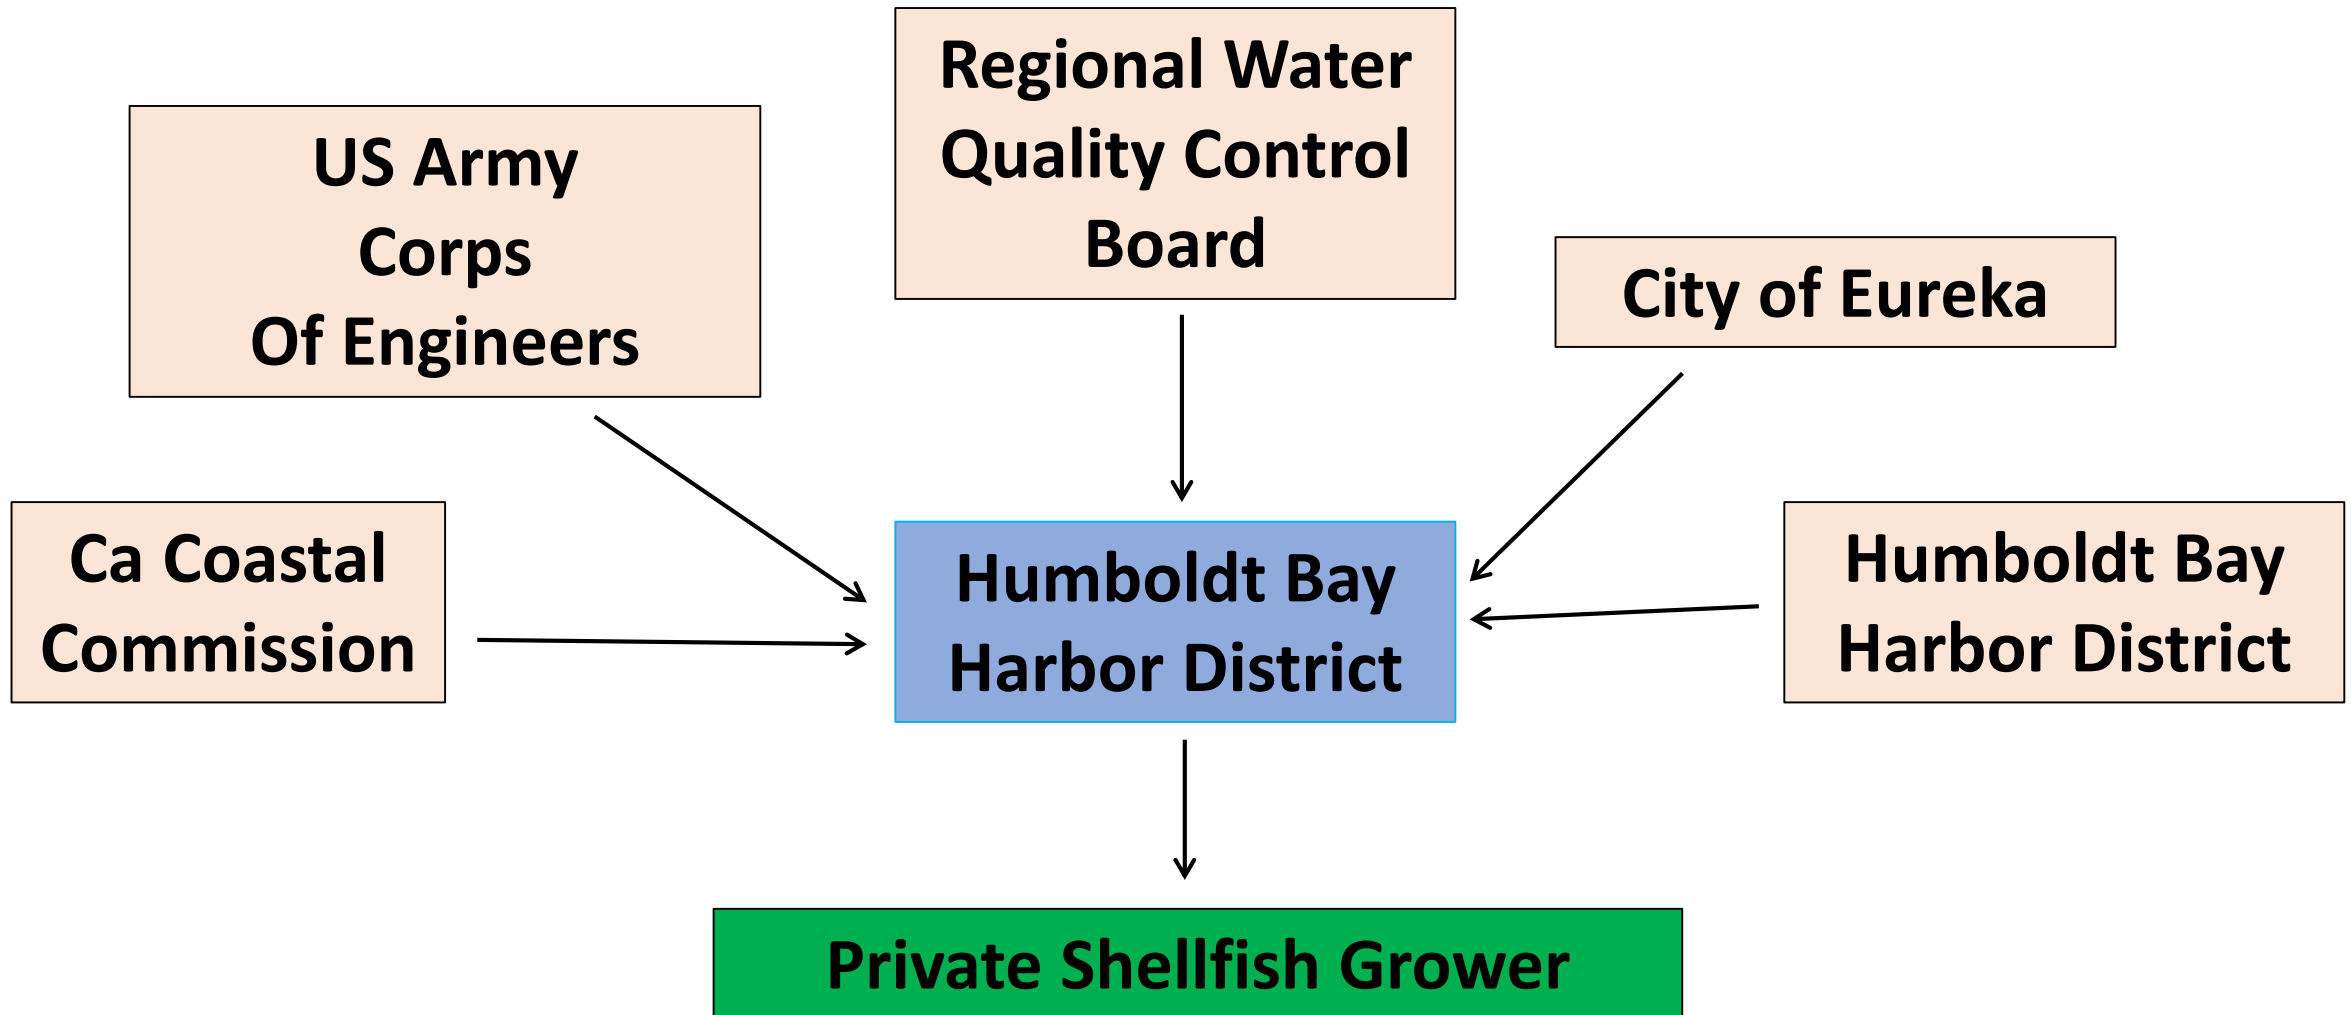 Regional Water
Quality Control
Board
US Army
Corps
Of Engineers
City of Eureka
Ca Coastal
Commission
Humboldt Bay
Harbor District
Humboldt Bay
Harbor District
Private Shellfish Grower